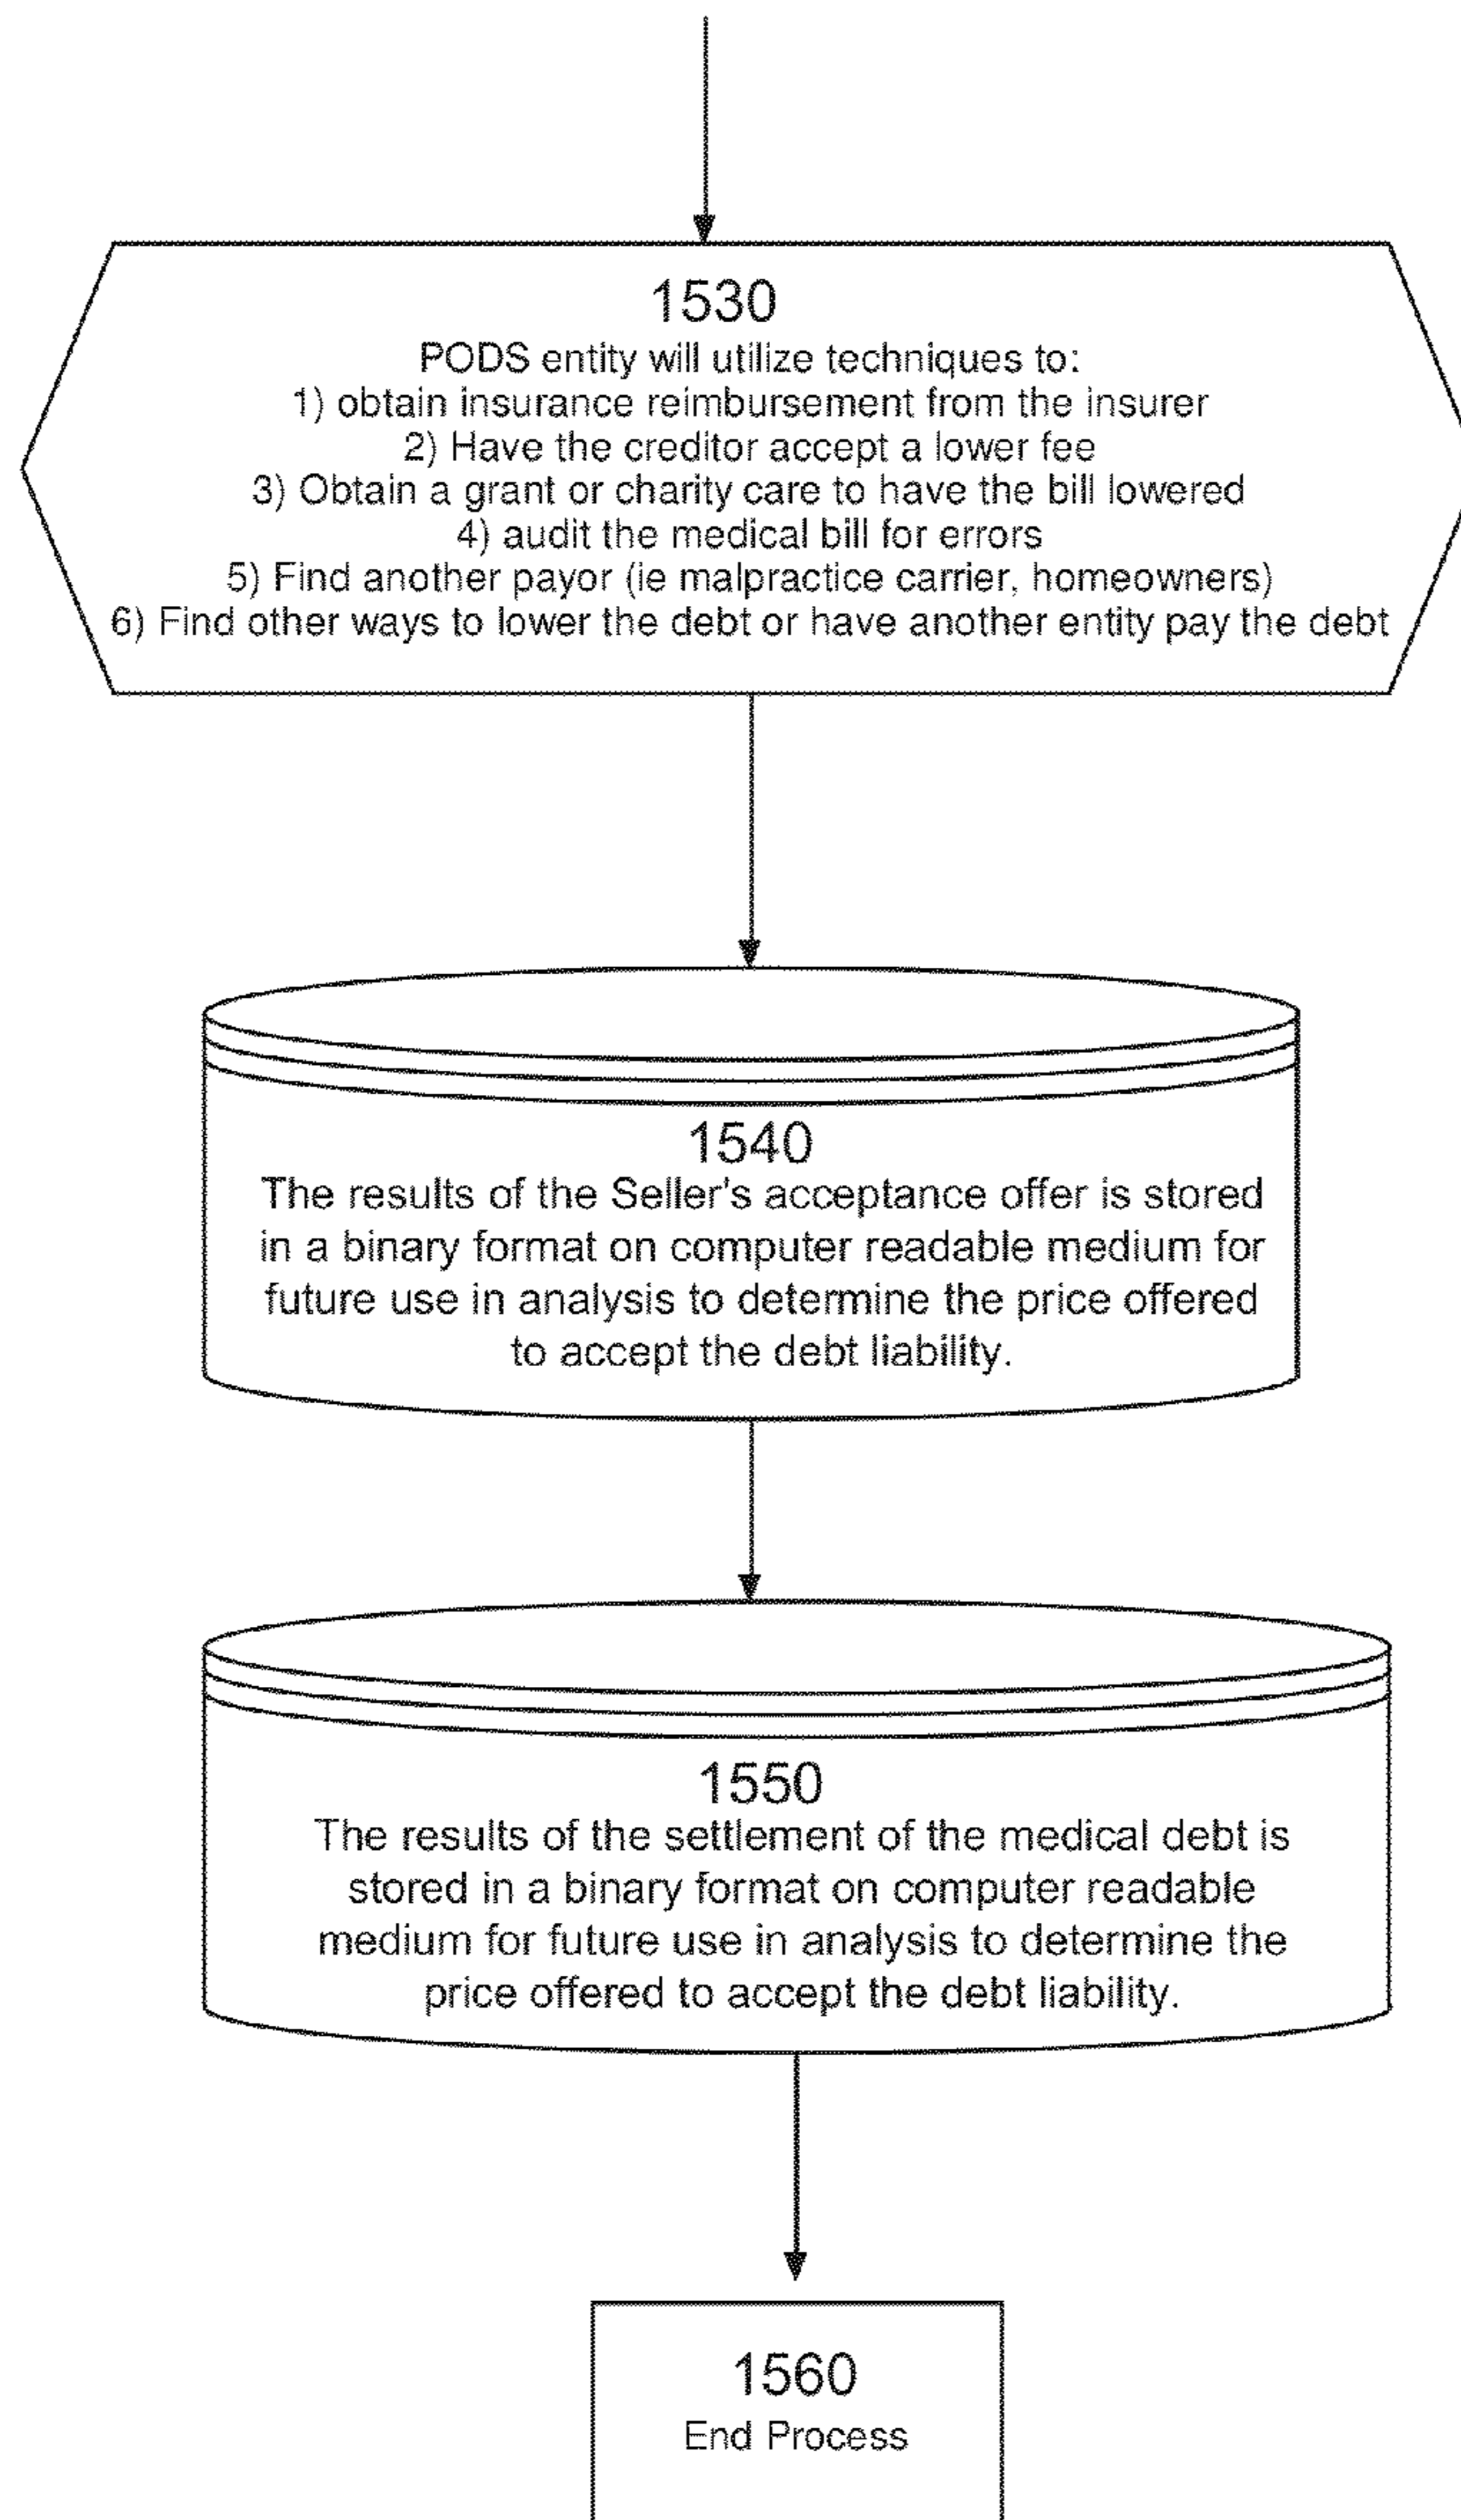 1530
PODS entity will utilize techniques to:
1) obtain insurance reimbursement from the insurer
2) Have the creditor accept a lower fee
3) Obtain a grant or charity care to have the bill lowered
4) audit the medical bill for errors
5) Find another payor (ie malpractice carrier, homeowners)
6) Find other ways to lower the debt or have another entity pay the debt
1540
The results of the Seller's acceptance offer is stored
in a binary format on computer readable medium for
future use in analysis to determine the price offered
to accept the debt liability.
1550
The results of the settlement of the medical debt is
stored in a binary format on computer readable
medium for future use in analysis to determine the
price offered to accept the debt liability.
1560
End Process